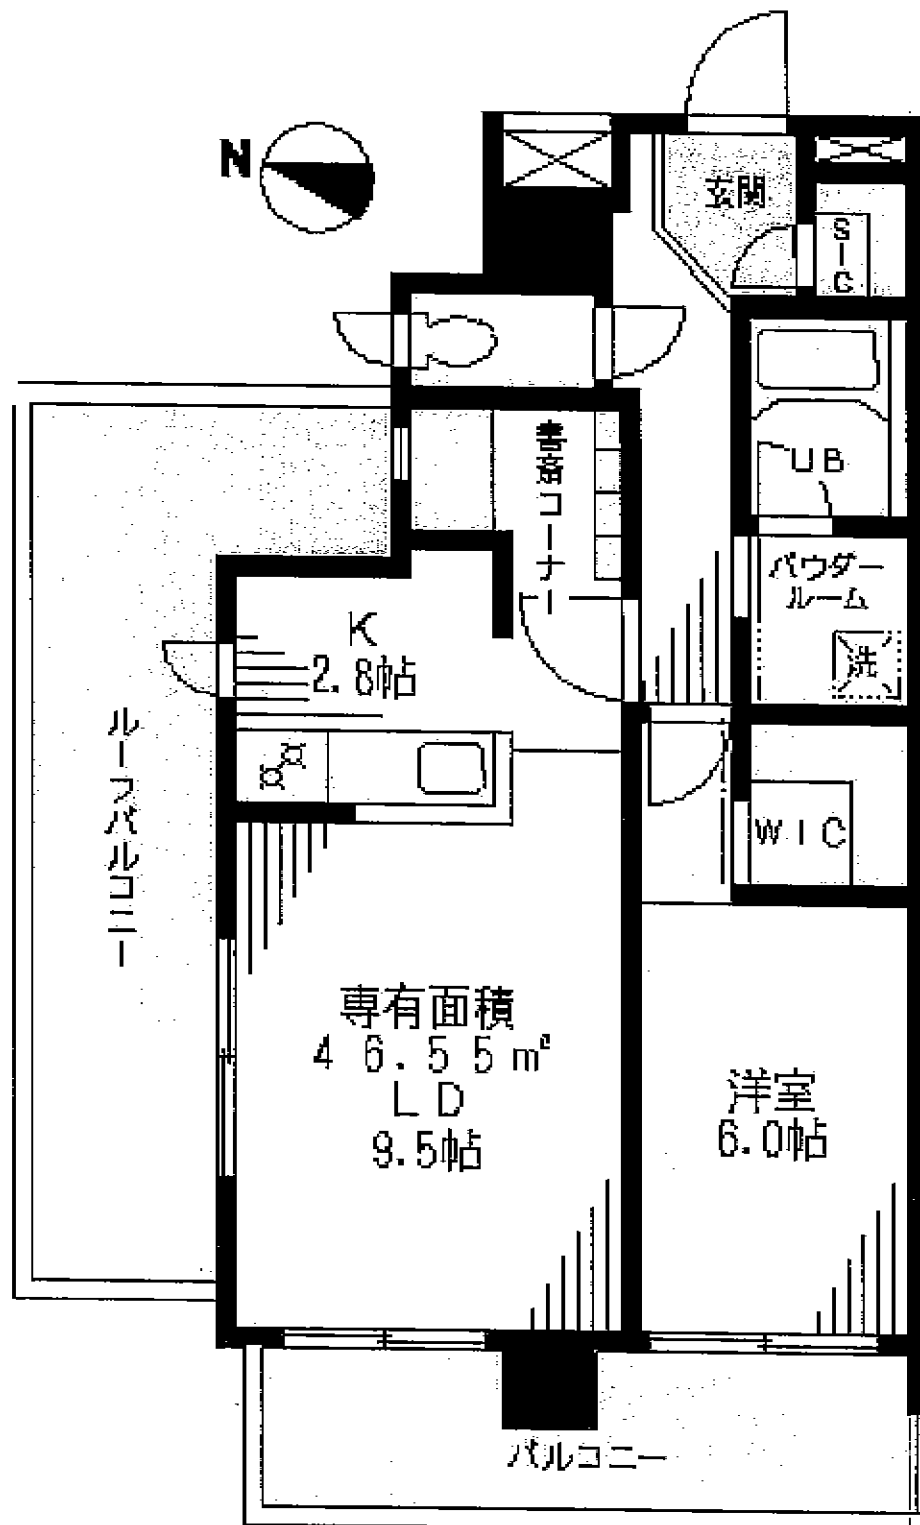 N
玄関
SIC
UB
書斎コーナー
パウダー
ルーム
洗
K
2.8帖
WIC
ルーフバルコニー
専有面積
46.55㎡
LD
9.5帖
洋室
6.0帖
バルコニー